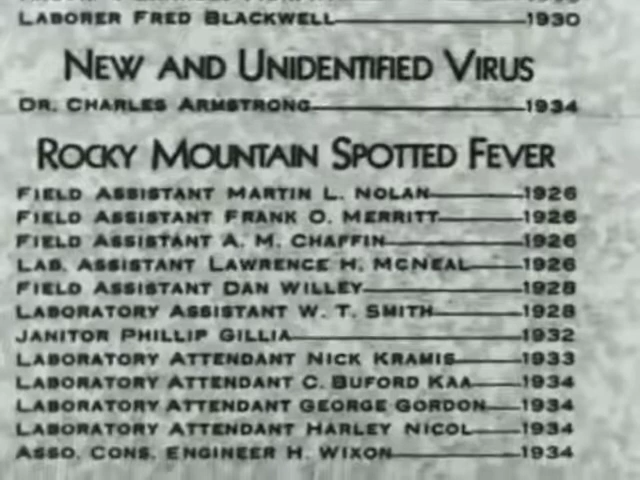 LABORER FRED BLACKWELL 1930
NEW AND UNIDENTIFIED VIRUS
DR. CHARLES ARMSTRONG 1934
ROCKY MOUNTAIN SPOTTED FEVER
FIELD ASSISTANT MARTIN L. NOLAN 1926
FIELD ASSISTANT FRANK O. MERRITT 1926
FIELD ASSISTANT A. M. CHAFFIN 1926
LAB. ASSISTANT LAWRENCE H. MCNEAL 1926
FIELD ASSISTANT DAN WILLEY 1928
LABORATORY ASSISTANT W. T. SMITH 1928
JANITOR PHILLIP GILLIA 1932
LABORATORY ATTENDANT NICK KRAMIS 1933
LABORATORY ATTENDANT C. BUFORD KAA 1934
LABORATORY ATTENDANT GEORGE GORDON 1934
LABORATORY ATTENDANT HARLEY NICOL 1934
ASSO. CONS. ENGINEER H. WIXON 1934